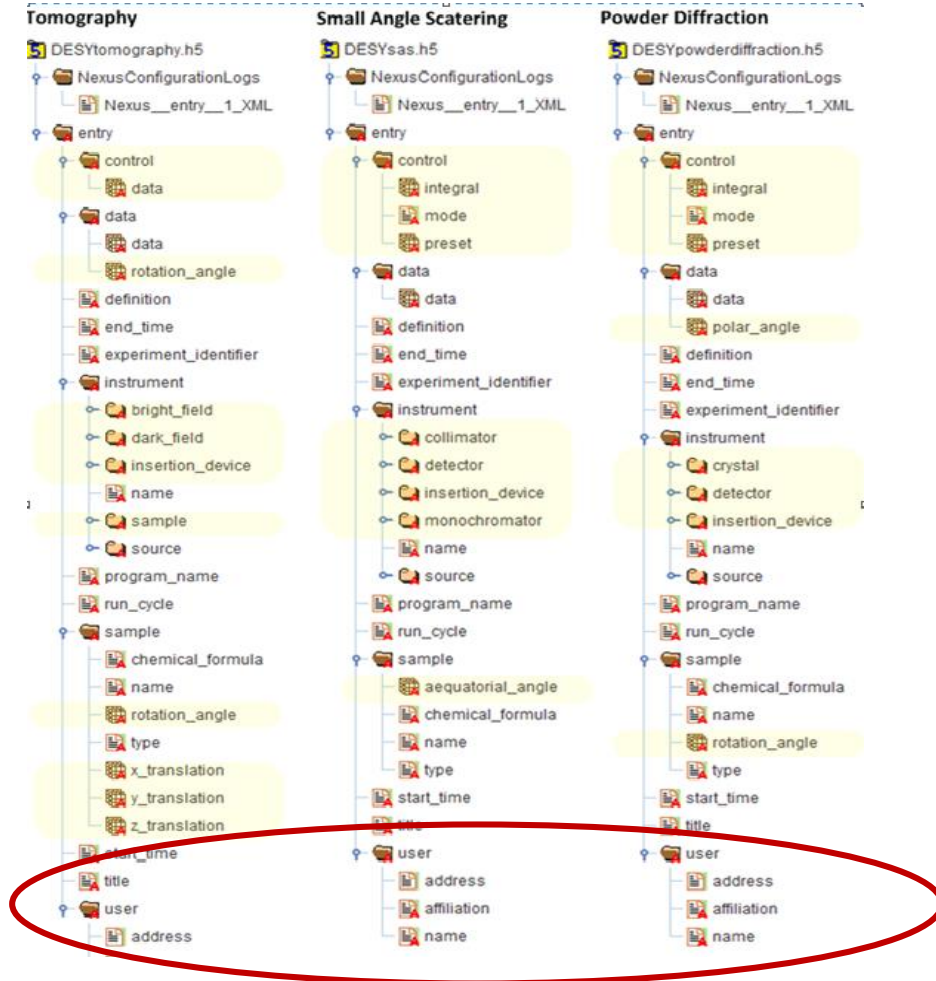 Tomography
DESYtomography.h5
NexusConfigurationLogs
Nexus__entry__1_XML
entry
control
data
data
data
rotation_angle
definition
end_time
experiment_identifier
instrument
bright_field
dark_field
insertion_device
name
sample
source
program_name
run_cycle
sample
chemical_formula
name
rotation_angle
type
x_translation
y_translation
z_translation
start_time
title
user
address
Small Angle Scatering
DESYsas.h5
NexusConfigurationLogs
Nexus__entry__1_XML
entry
control
integral
mode
preset
data
data
definition
end_time
experiment_identifier
instrument
collimator
detector
insertion_device
monochromator
name
source
program_name
run_cycle
sample
aequatorial_angle
chemical_formula
name
type
start_time
title
user
address
affiliation
name
Powder Diffraction
DESYpowderdiffraction.h5
NexusConfigurationLogs
Nexus__entry__1_XML
entry
control
integral
mode
preset
data
data
polar_angle
definition
end_time
experiment_identifier
instrument
crystal
detector
insertion_device
name
source
program_name
run_cycle
sample
chemical_formula
name
rotation_angle
type
start_time
title
user
address
affiliation
name